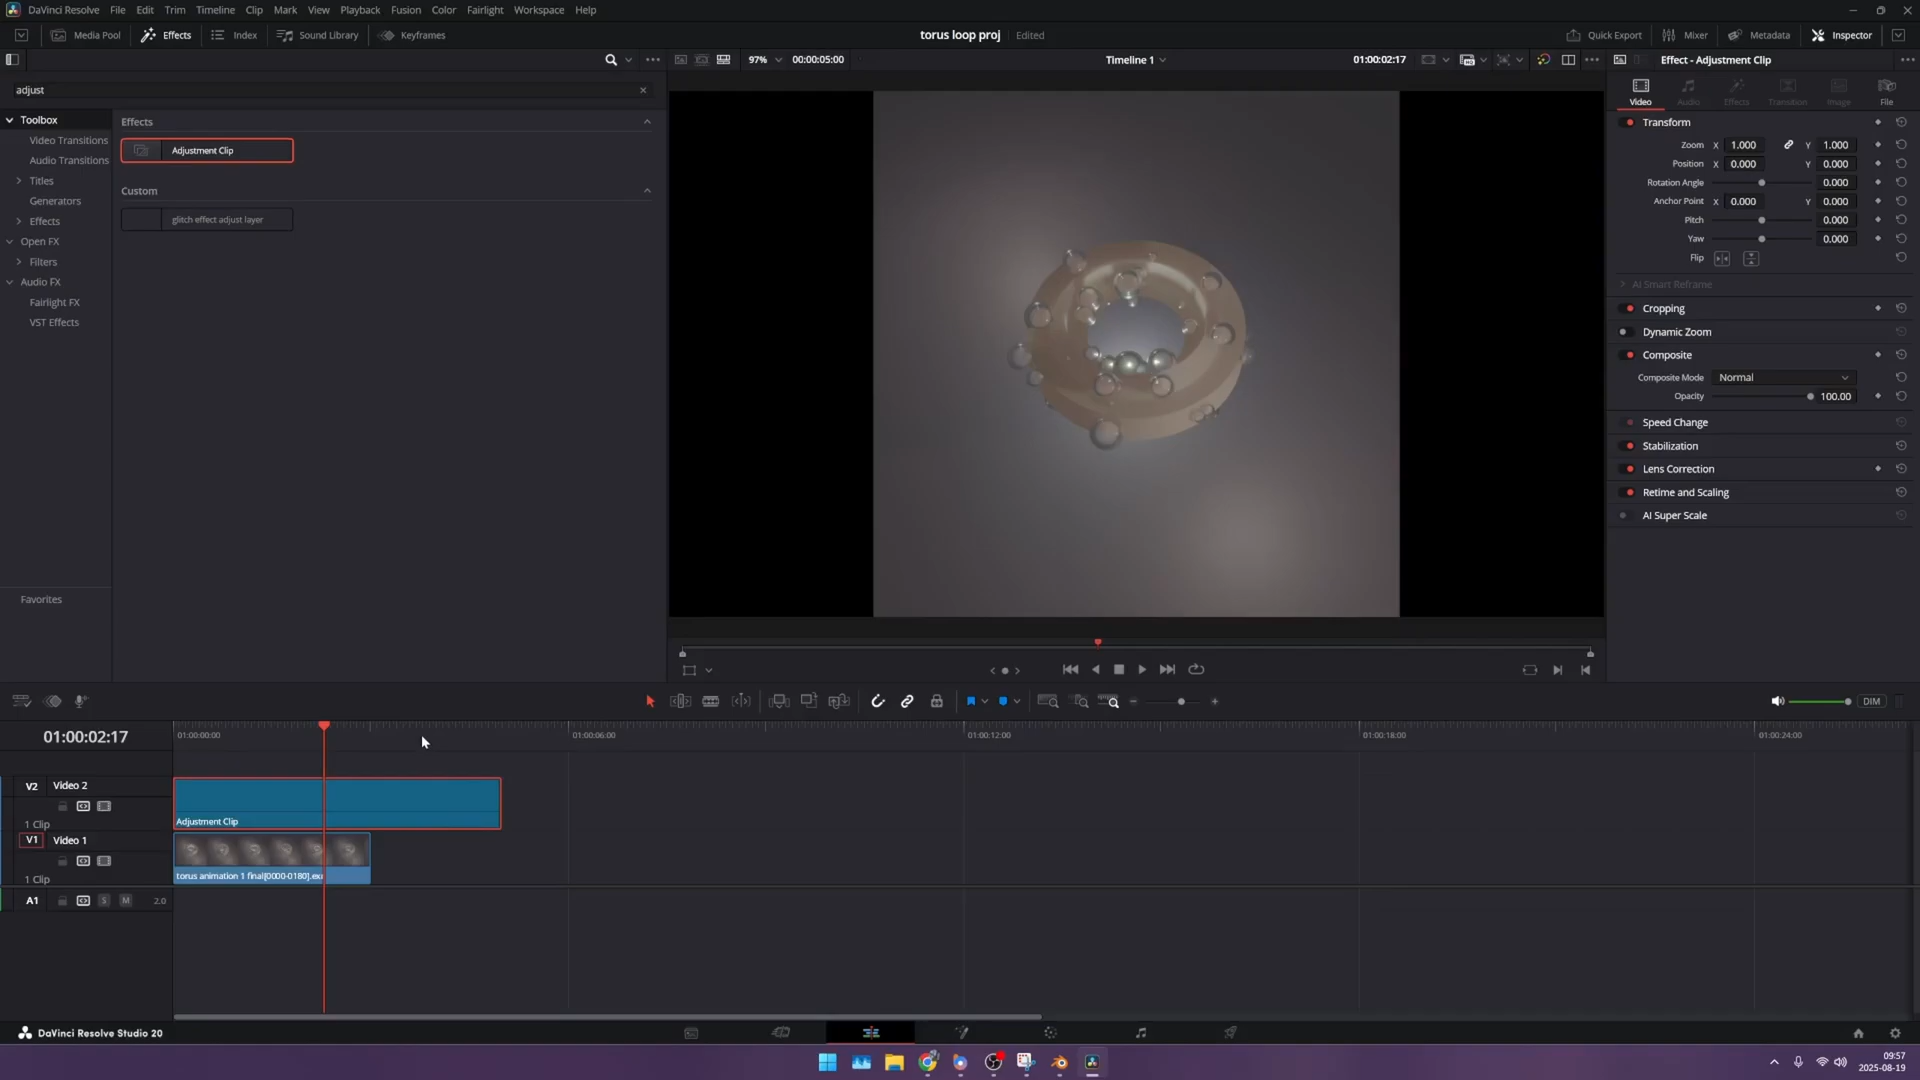 DaVinci Resolve File Edit Trim Timeline Clip Mark View Playback Fusion Color Fairlight Workspace Help
Media Pool Effects Index Sound Library Keyframes torus loop proj Edited Quick Export Mixer Metadata Inspector
97% 00:00:05:00 Timeline 1 01:00:02:17 Effect - Adjustment Clip
adjust
Video Audio Effects Transition Image File
Toolbox
Video Transitions
Audio Transitions
Titles
Generators
Effects
Open FX
Filters
Audio FX
Fairlight FX
VST Effects
Favorites
Effects
Adjustment Clip
Custom
glitch effect adjust layer
Transform
Zoom X 1.000 Y 1.000
Position X 0.000 Y 0.000
Rotation Angle 0.000
Anchor Point X 0.000 Y 0.000
Pitch 0.000
Yaw 0.000
Flip
AI Smart Reframe
Cropping
Dynamic Zoom
Composite
Composite Mode Normal
Opacity 100.00
Speed Change
Stabilization
Lens Correction
Retime and Scaling
AI Super Scale
DIM
01:00:02:17 01:00:00:00 01:00:06:00 01:00:12:00 01:00:18:00 01:00:24:00
V2 Video 2
1 Clip
Adjustment Clip
V1 Video 1
1 Clip
torus animation 1 final[0000-0180].exr
A1 S M 2.0
DaVinci Resolve Studio 20
09:57
2025-08-19